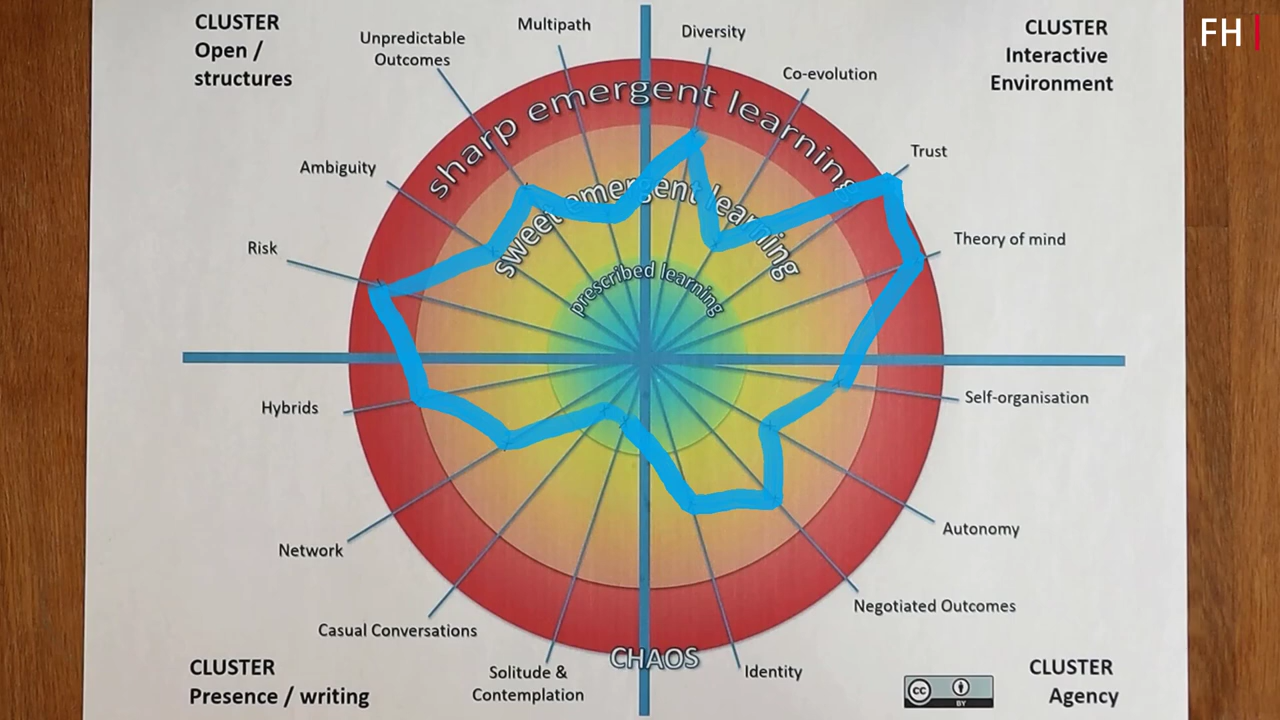 CLUSTER
Open /
structures
Multipath
Unpredictable
Outcomes
Diversity
Co-evolution
CLUSTER
Interactive
Environment
FH
sharp emergent learning
Ambiguity
Trust
Risk
sweet emergent learning
Theory of mind
prescribed learning
Hybrids
Self-organisation
Network
Autonomy
Casual Conversations
Negotiated Outcomes
CHAOS
Solitude &
Contemplation
Identity
CLUSTER
Presence / writing
CLUSTER
Agency
cc
BY